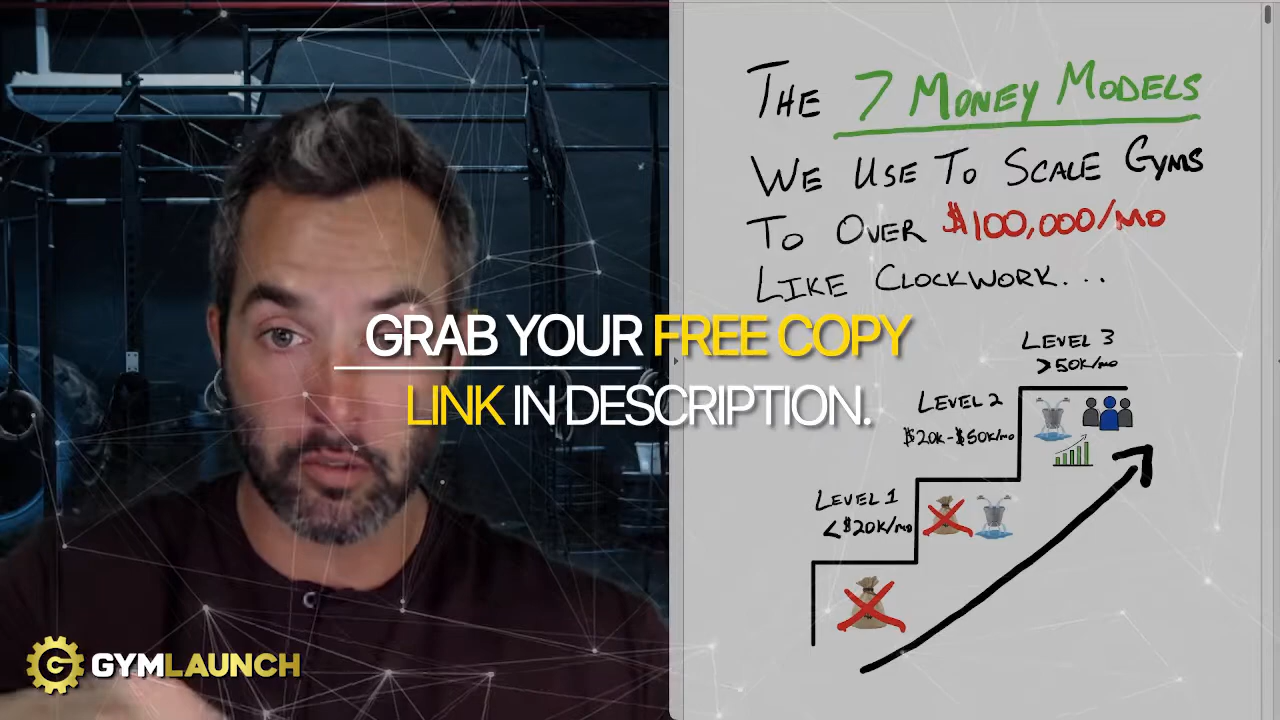 THE 7 MONEY MODELS
WE USE TO SCALE GYMS
TO OVER $100,000/MO
LIKE CLOCKWORK...
GRAB YOUR FREE COPY
LINK IN DESCRIPTION.
LEVEL 3
>50K/MO
LEVEL 2
$20K-$50K/MO
LEVEL 1
<$20K/MO
G GYMLAUNCH